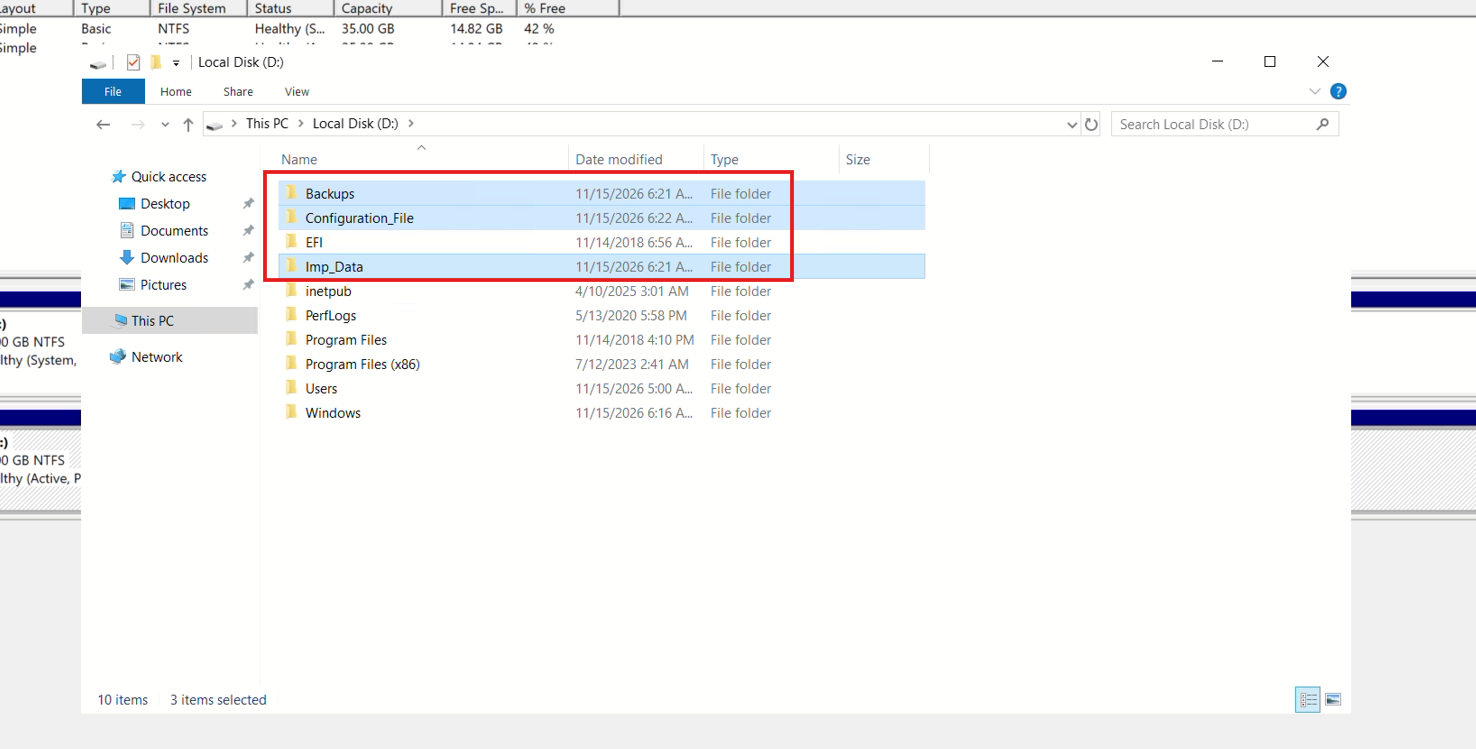 Layout Type File System Status Capacity Free Sp... % Free
Simple Basic NTFS Healthy (S... 35.00 GB 14.82 GB 42 %
Simple
Local Disk (D:)
File Home Share View
This PC > Local Disk (D:) >
Search Local Disk (D:)
Name Date modified Type Size
Quick access
Desktop
Documents
Downloads
Pictures
This PC
Network
Backups 11/15/2026 6:21 A... File folder
Configuration_File 11/15/2026 6:22 A... File folder
EFI 11/14/2018 6:56 A... File folder
Imp_Data 11/15/2026 6:21 A... File folder
inetpub 4/10/2025 3:01 AM File folder
PerfLogs 5/13/2020 5:58 PM File folder
Program Files 11/14/2018 4:10 PM File folder
Program Files (x86) 7/12/2023 2:41 AM File folder
Users 11/15/2026 5:00 A... File folder
Windows 11/15/2026 6:16 A... File folder
:)
0 GB NTFS
lthy (System,
:)
0 GB NTFS
lthy (Active, P
10 items 3 items selected